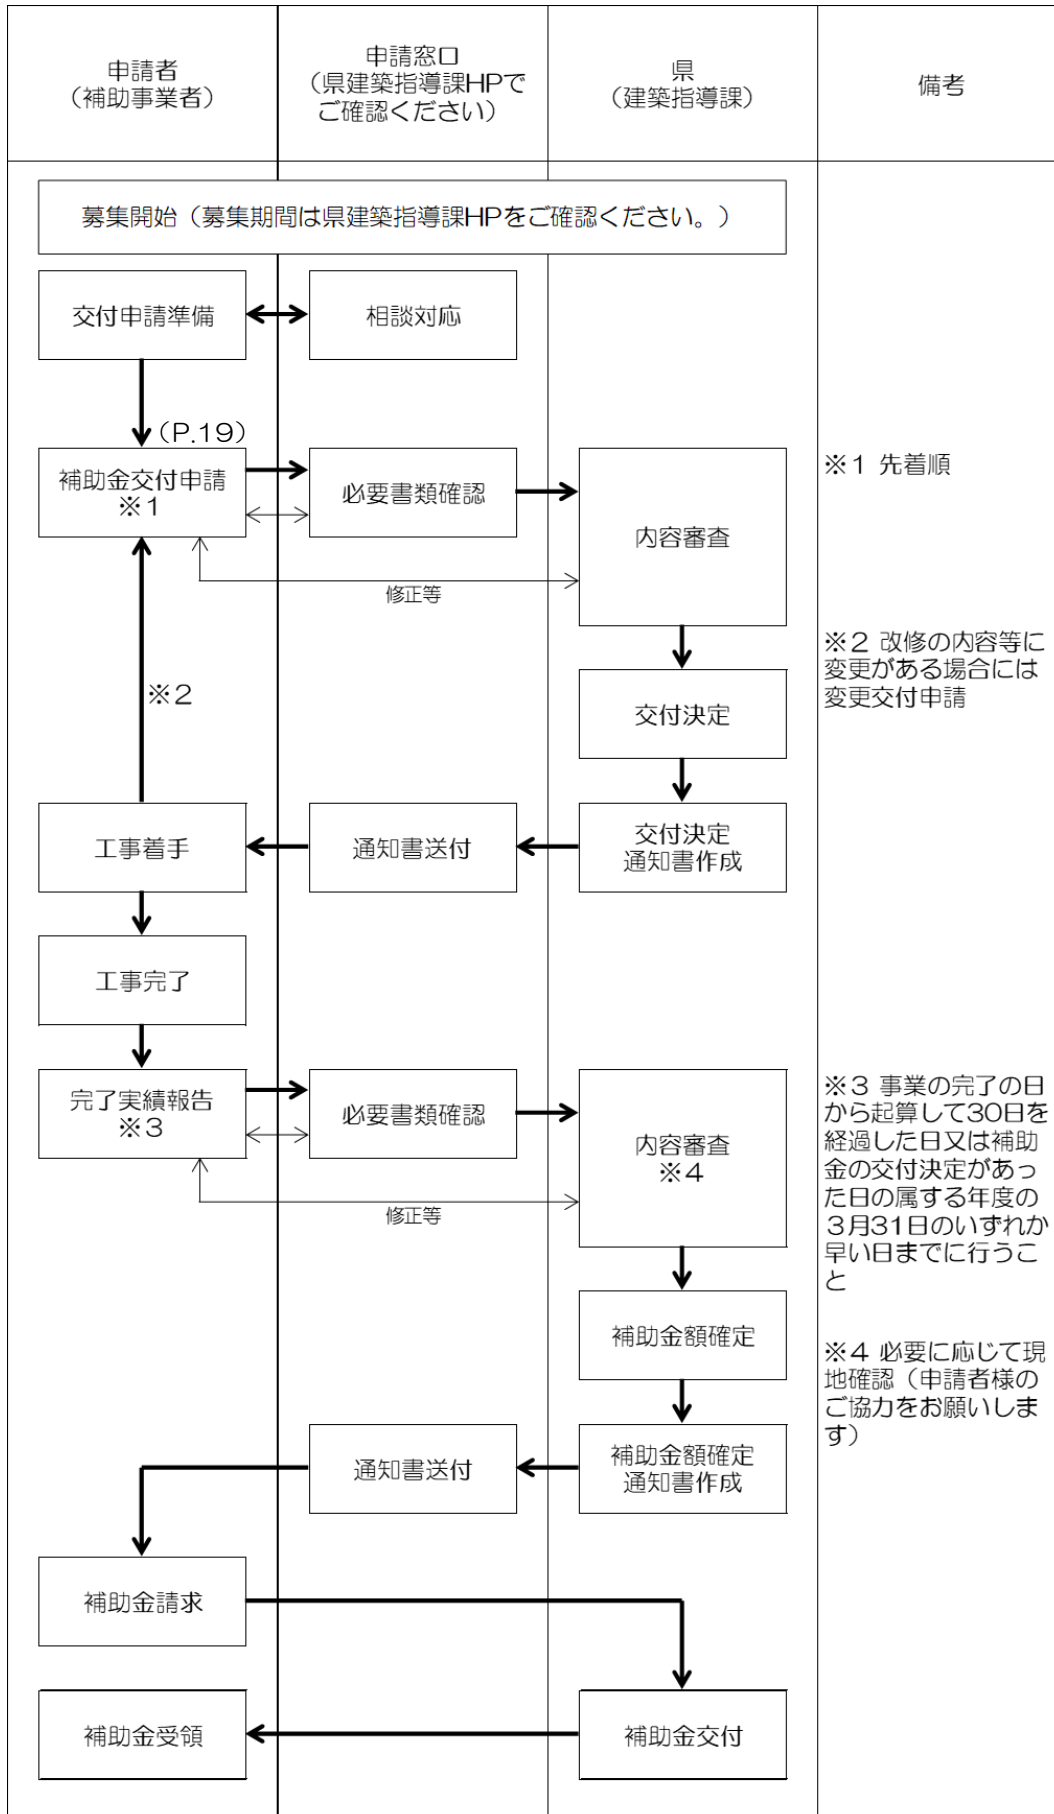 申請者
（補助事業者）
申請窓口
（県建築指導課HPで
ご確認ください）
県
（建築指導課）
備考
募集開始（募集期間は県建築指導課HPをご確認ください。）
交付申請準備
相談対応
（P.19）
補助金交付申請
※１
必要書類確認
内容審査
※１ 先着順
修正等
※２ 改修の内容等に
変更がある場合には
変更交付申請
※２
交付決定
工事着手
通知書送付
交付決定
通知書作成
工事完了
完了実績報告
※３
必要書類確認
内容審査
※４
修正等
※３ 事業の完了の日
から起算して30日を
経過した日又は補助
金の交付決定があっ
た日の属する年度の
３月31日のいずれか
早い日までに行うこ
と
補助金額確定
※４ 必要に応じて現
地確認（申請者様の
ご協力をお願いしま
す）
通知書送付
補助金額確定
通知書作成
補助金請求
補助金受領
補助金交付